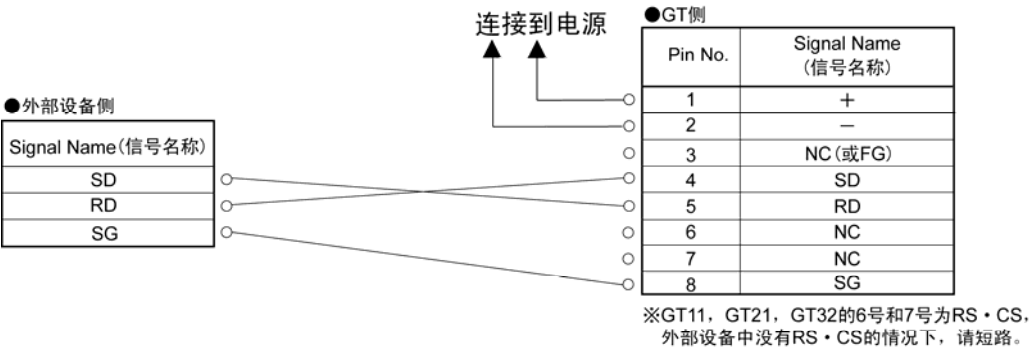 连接到电源
●GT侧
Pin No. Signal Name
(信号名称)
1 +
2 −
3 NC(或FG)
4 SD
5 RD
6 NC
7 NC
8 SG
●外部设备侧
Signal Name(信号名称)
SD
RD
SG
※GT11，GT21，GT32的6号和7号为RS・CS，
外部设备中没有RS・CS的情况下，请短路。